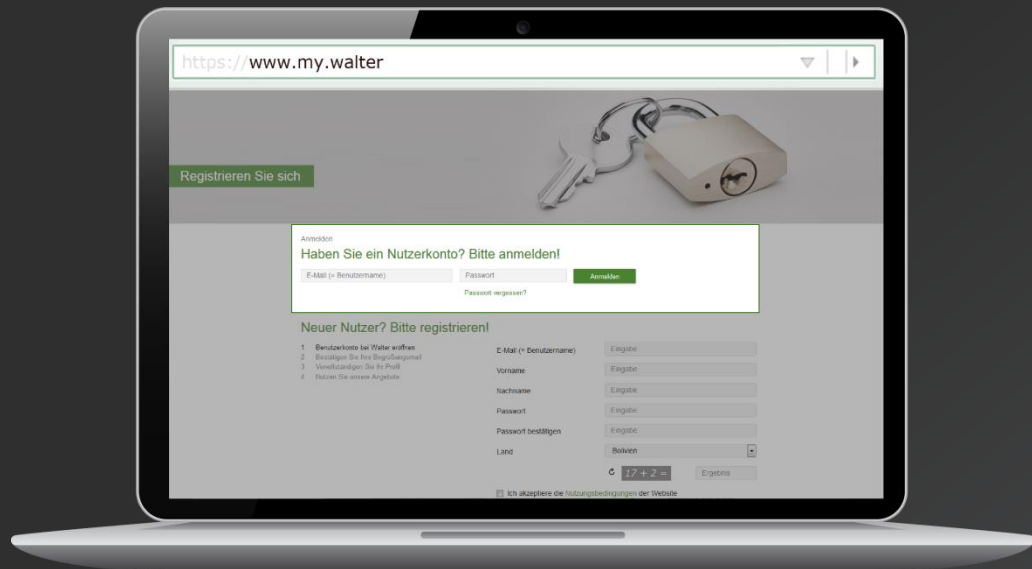 https://www.my.walter
Registrieren Sie sich
Anmelden
Haben Sie ein Nutzerkonto? Bitte anmelden!
E-Mail (= Benutzername) Passwort Anmelden
Passwort vergessen?
Neuer Nutzer? Bitte registrieren!
1 Benutzerkonto bei Walter eröffnen
2 Bestätigen Sie Ihre Begrüßungsmail
3 Vervollständigen Sie Ihr Profil
4 Nutzen Sie unsere Angebote
E-Mail (= Benutzername) Eingabe
Vorname Eingabe
Nachname Eingabe
Passwort Eingabe
Passwort bestätigen Eingabe
Land Bolivien
17 + 2 = Ergebnis
Ich akzeptiere die Nutzungsbedingungen der Website